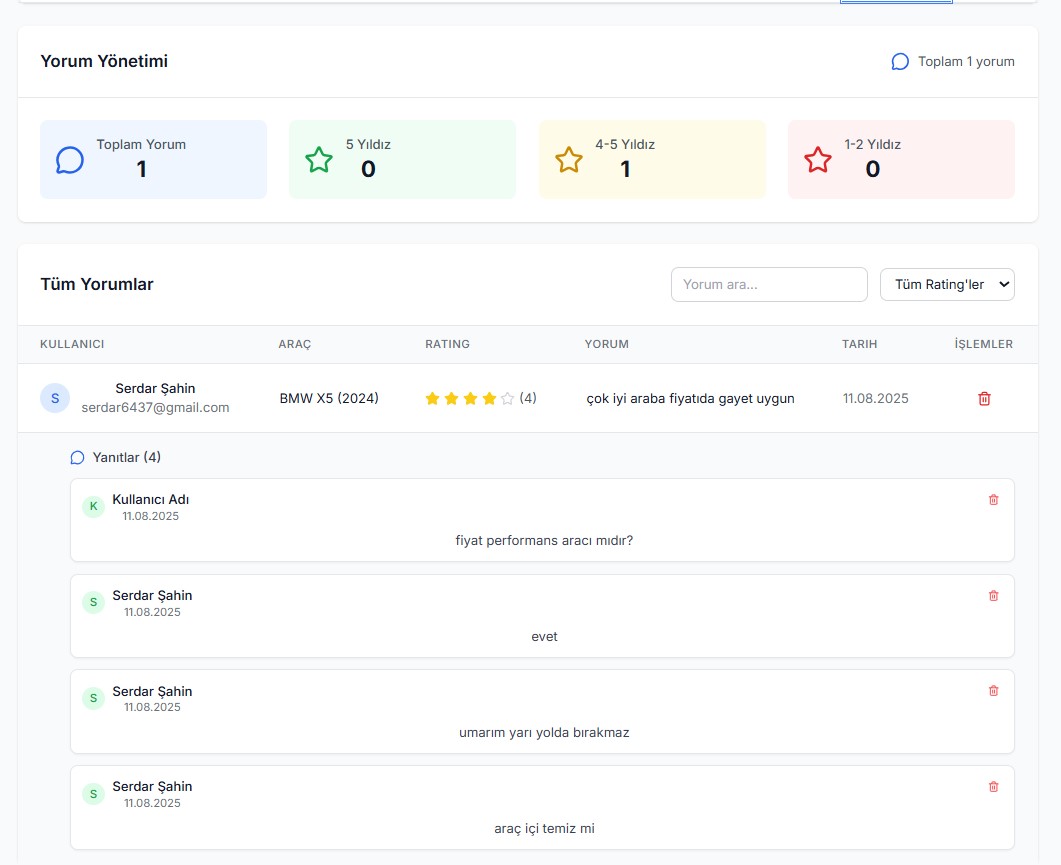 Yorum Yönetimi
Toplam 1 yorum
Toplam Yorum
1
5 Yıldız
0
4-5 Yıldız
1
1-2 Yıldız
0
Tüm Yorumlar
Yorum ara...
Tüm Rating'ler
KULLANICI ARAÇ RATING YORUM TARIH İŞLEMLER
S
Serdar Şahin
serdar6437@gmail.com
BMW X5 (2024)
(4)
çok iyi araba fiyatıda gayet uygun
11.08.2025
Yanıtlar (4)
K
Kullanıcı Adı
11.08.2025
fiyat performans aracı mıdır?
S
Serdar Şahin
11.08.2025
evet
S
Serdar Şahin
11.08.2025
umarım yarı yolda bırakmaz
S
Serdar Şahin
11.08.2025
araç içi temiz mi